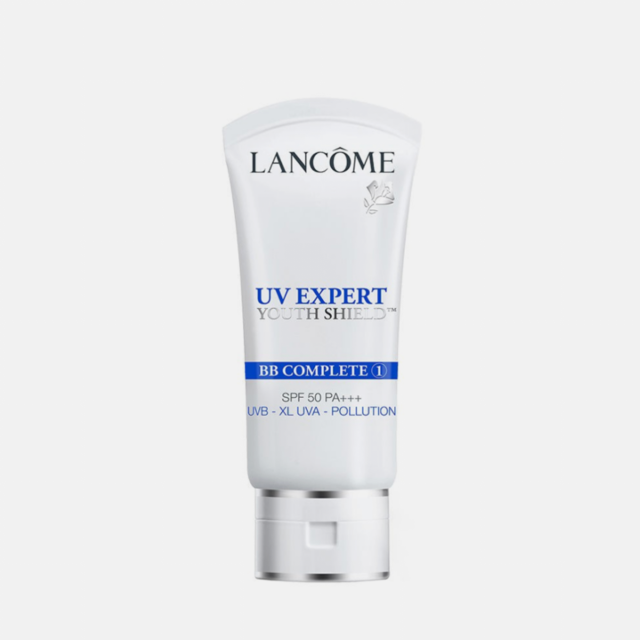 LANCÔME
UV EXPERT
YOUTH SHIELD™
BB COMPLETE ①
SPF 50 PA+++
UVB - XL UVA - POLLUTION